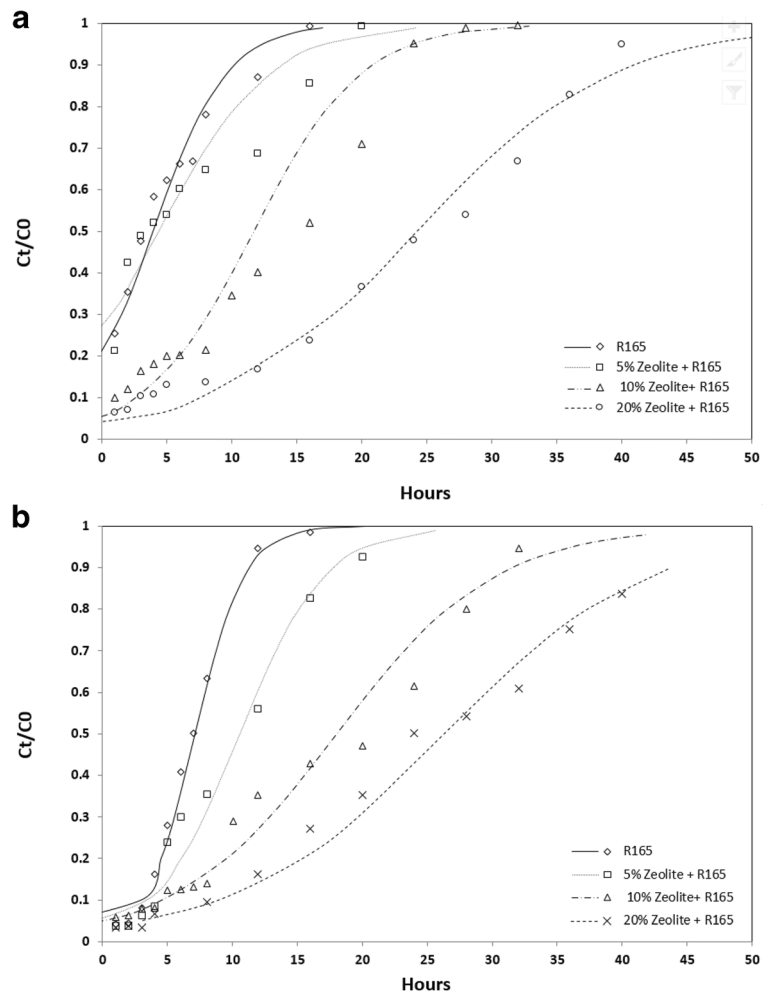 a
1
0.9
0.8
0.7
0.6
0.5
0.4
0.3
0.2
0.1
0
Ct/C0
0 5 10 15 20 25 30 35 40 45 50
Hours
R165
5% Zeolite + R165
10% Zeolite+ R165
20% Zeolite + R165
b
1
0.9
0.8
0.7
0.6
0.5
0.4
0.3
0.2
0.1
0
Ct/C0
0 5 10 15 20 25 30 35 40 45 50
Hours
R165
5% Zeolite + R165
10% Zeolite+ R165
20% Zeolite + R165